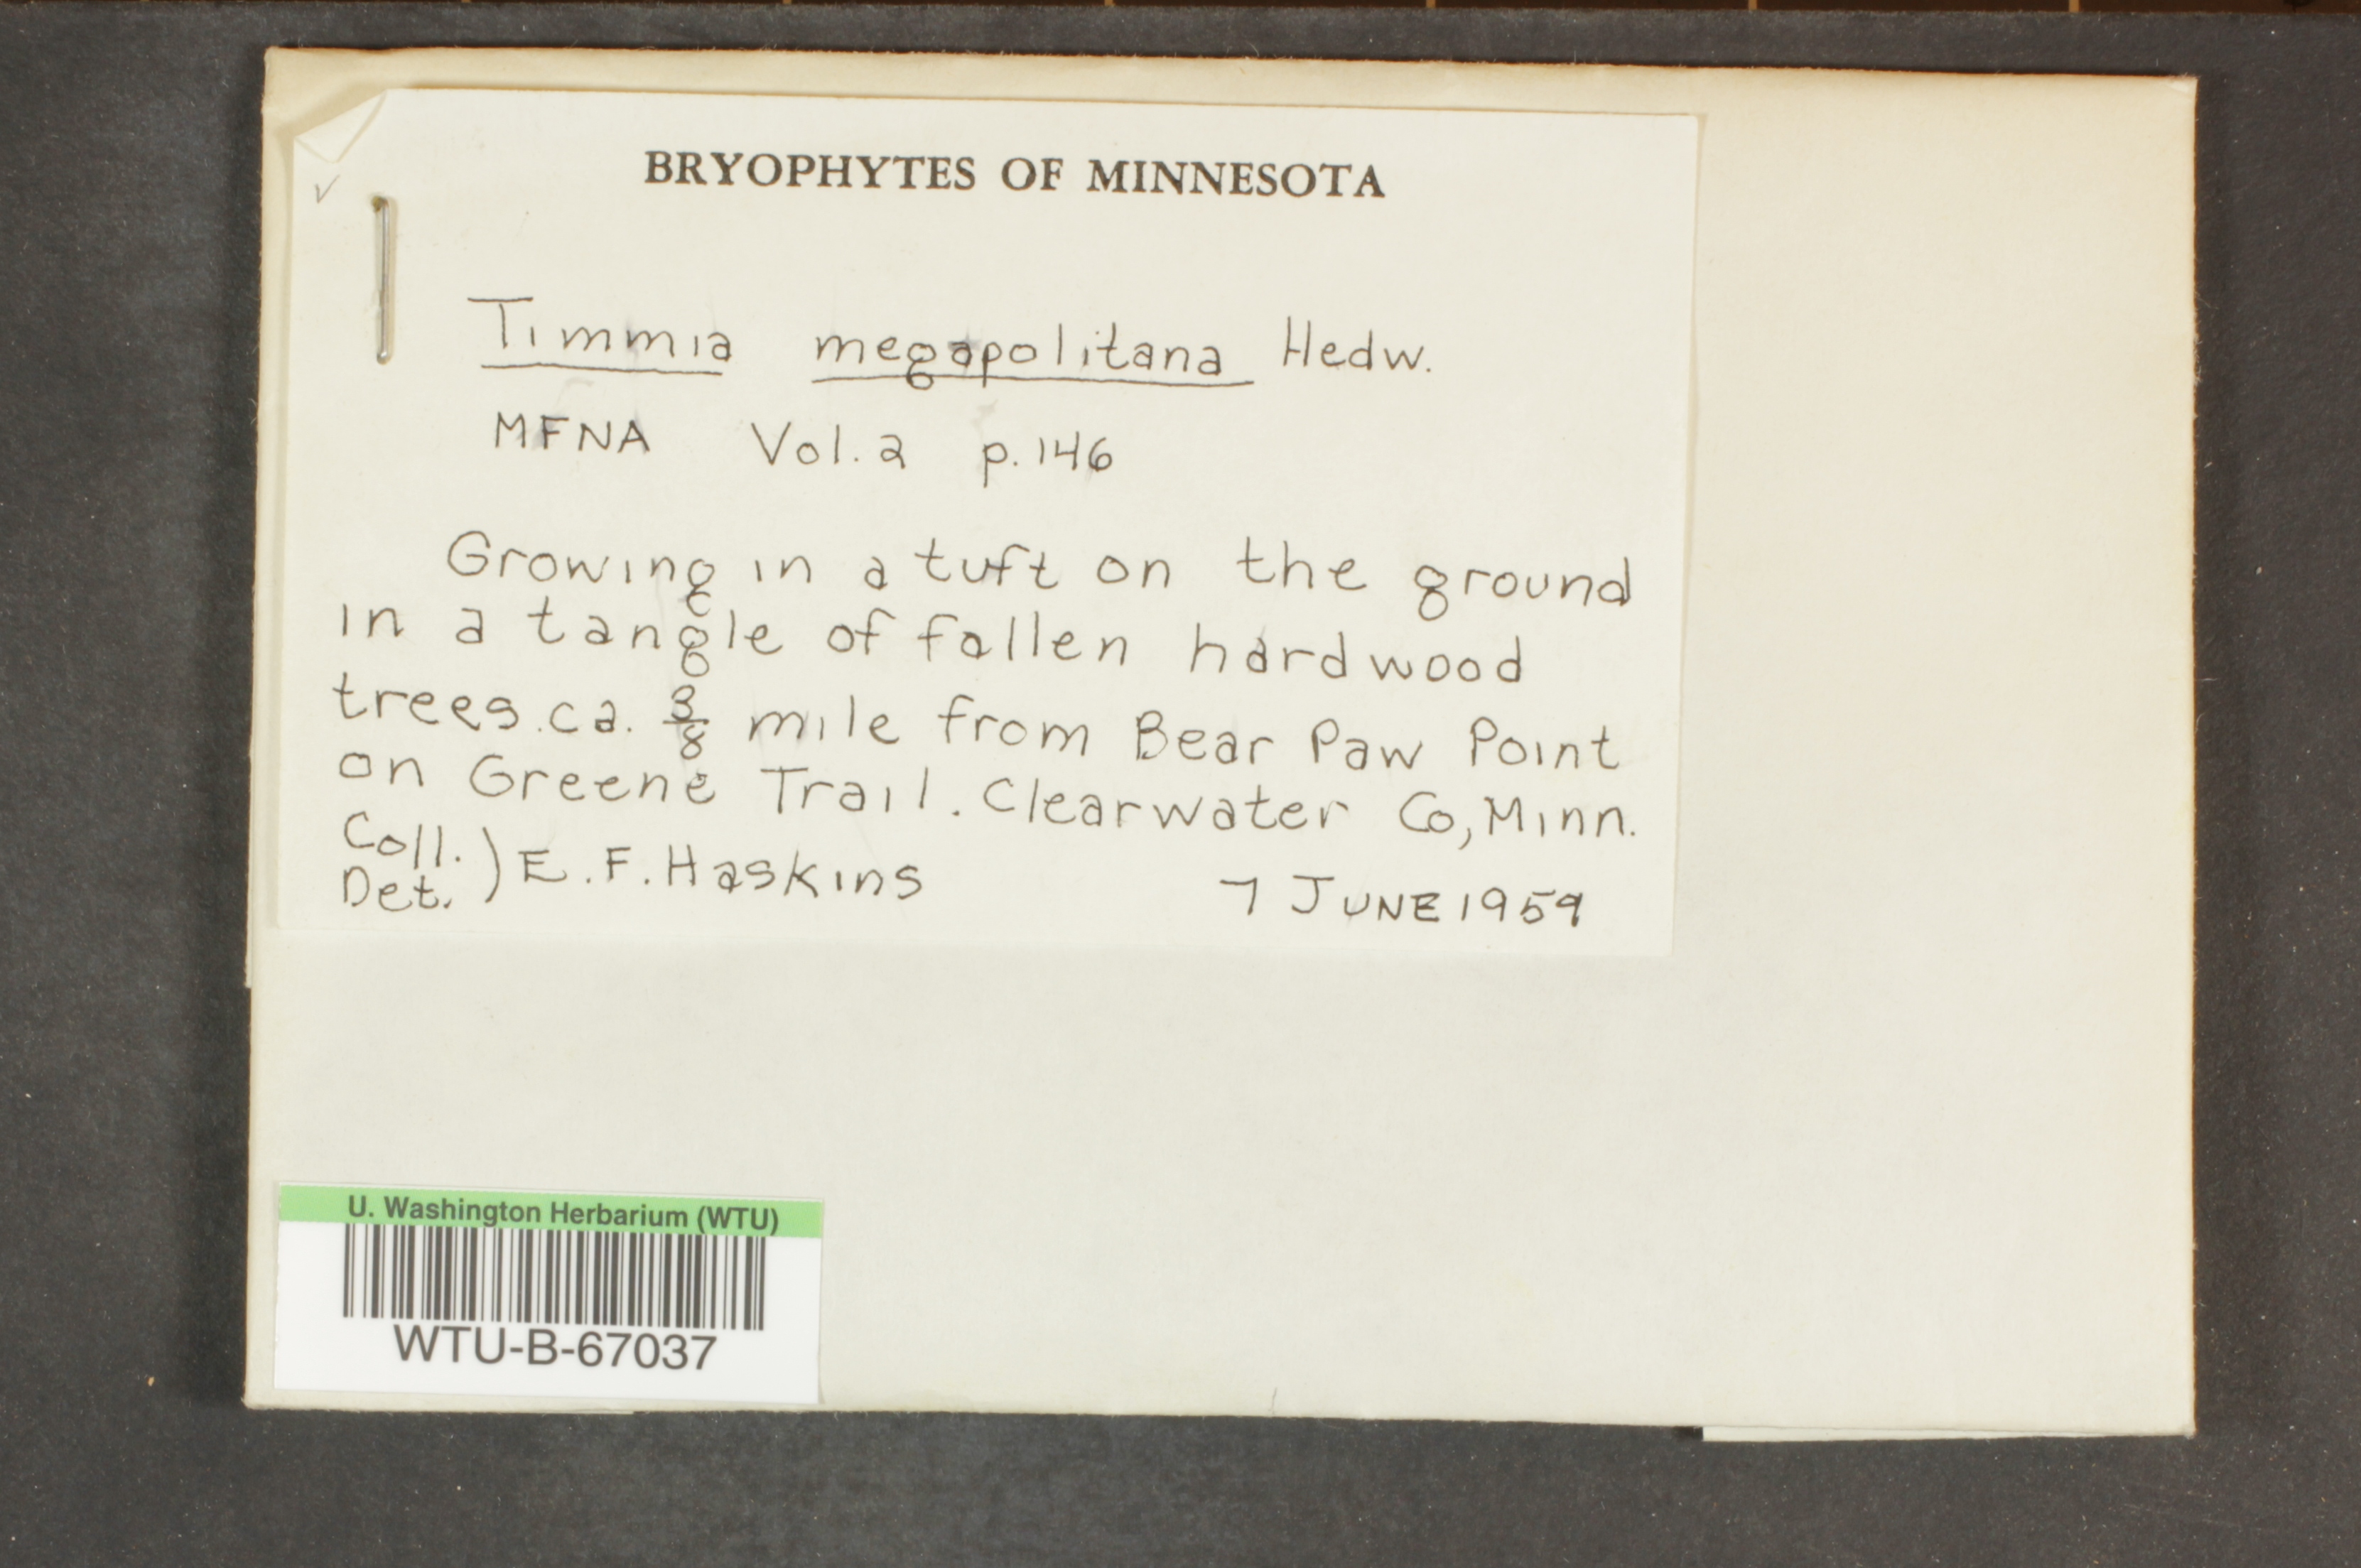 BRYOPHYTES OF MINNESOTA
Timmia megapolitana Hedw.
MFNA Vol. 2 p. 146
Growing in a tuft on the ground
in a tangle of fallen hardwood
trees. ca. 3/8 mile from Bear Paw Point
on Greene Trail. Clearwater Co, Minn.
Coll.
Det. ) E. F. Haskins 7 JUNE 1959
U. Washington Herbarium (WTU)
WTU-B-67037